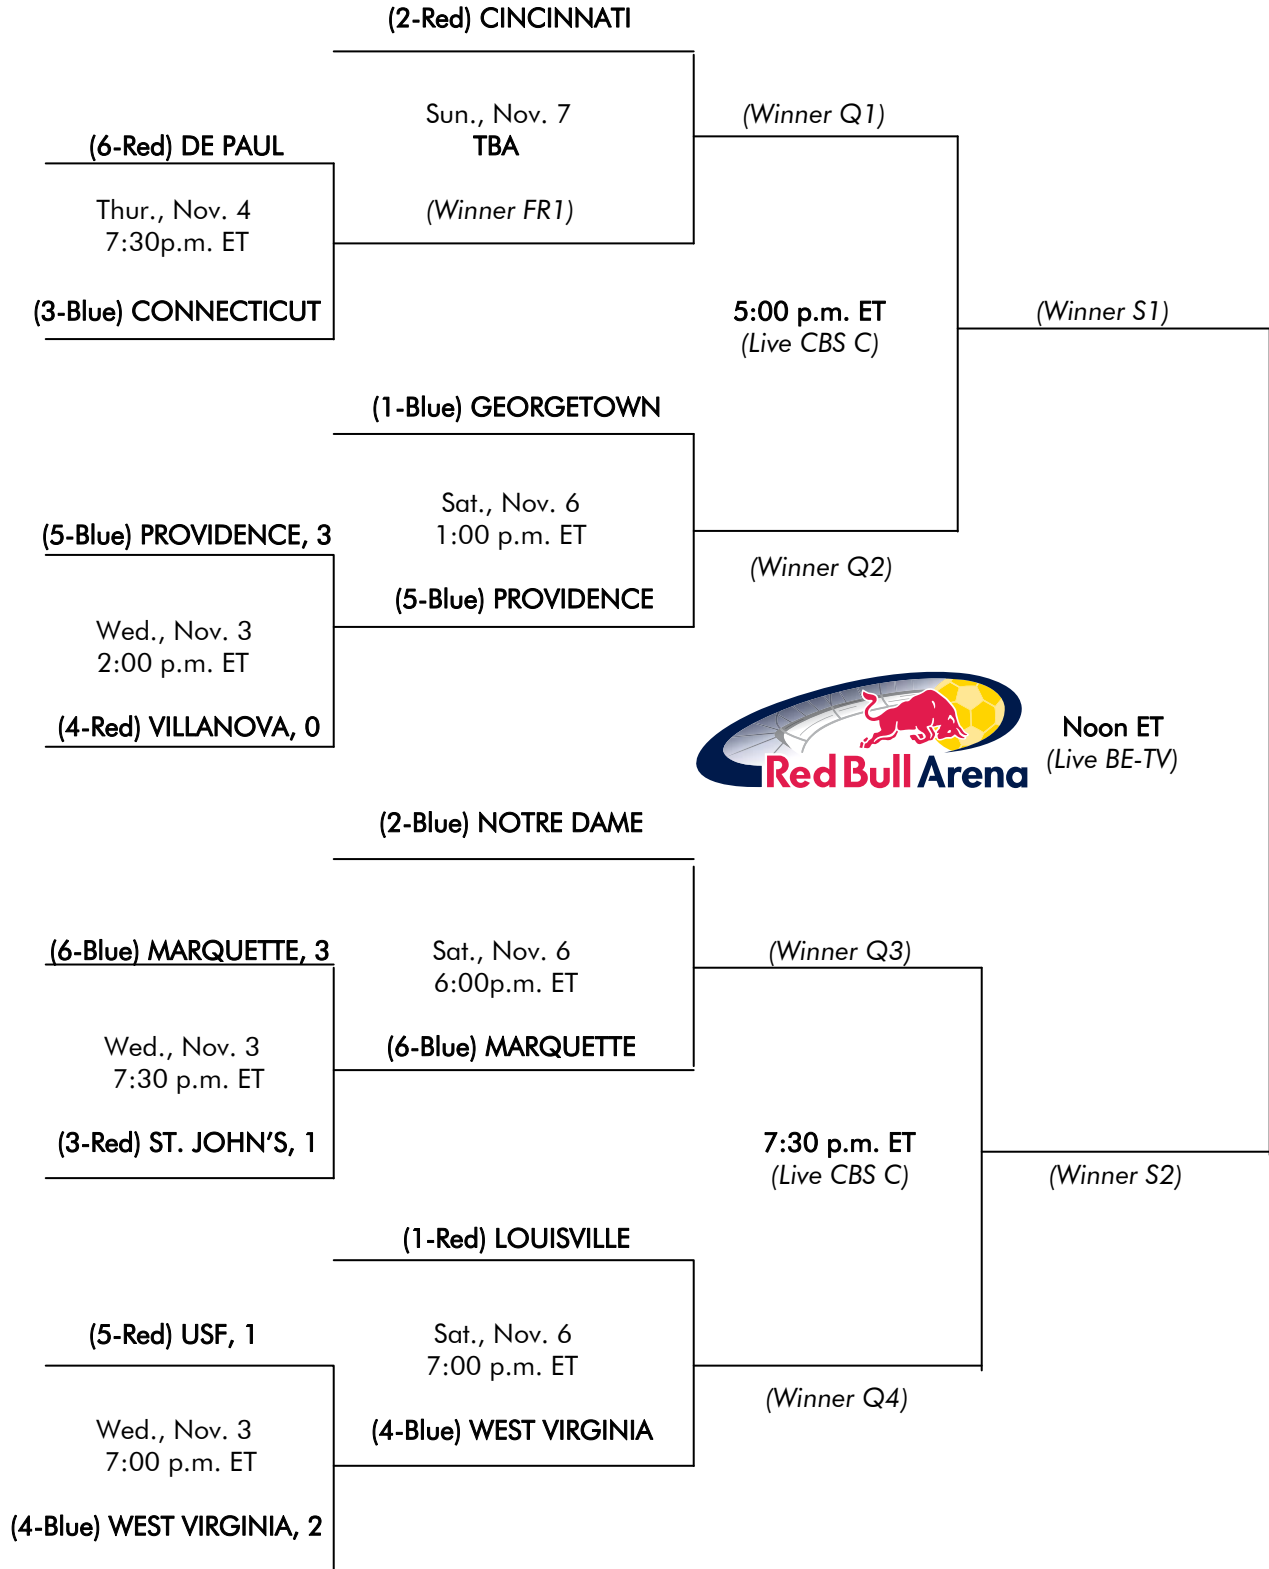 (2-Red) CINCINNATI
Sun., Nov. 7
TBA
(Winner Q1)
(6-Red) DE PAUL
Thur., Nov. 4
7:30p.m. ET
(Winner FR1)
(3-Blue) CONNECTICUT
5:00 p.m. ET
(Live CBS C)
(Winner S1)
(1-Blue) GEORGETOWN
Sat., Nov. 6
1:00 p.m. ET
(5-Blue) PROVIDENCE, 3
(Winner Q2)
(5-Blue) PROVIDENCE
Wed., Nov. 3
2:00 p.m. ET
(4-Red) VILLANOVA, 0
Red Bull Arena
Noon ET
(Live BE-TV)
(2-Blue) NOTRE DAME
(6-Blue) MARQUETTE, 3
Sat., Nov. 6
6:00p.m. ET
(Winner Q3)
Wed., Nov. 3
7:30 p.m. ET
(6-Blue) MARQUETTE
(3-Red) ST. JOHN'S, 1
7:30 p.m. ET
(Live CBS C)
(Winner S2)
(1-Red) LOUISVILLE
(5-Red) USF, 1
Sat., Nov. 6
7:00 p.m. ET
(Winner Q4)
Wed., Nov. 3
7:00 p.m. ET
(4-Blue) WEST VIRGINIA
(4-Blue) WEST VIRGINIA, 2